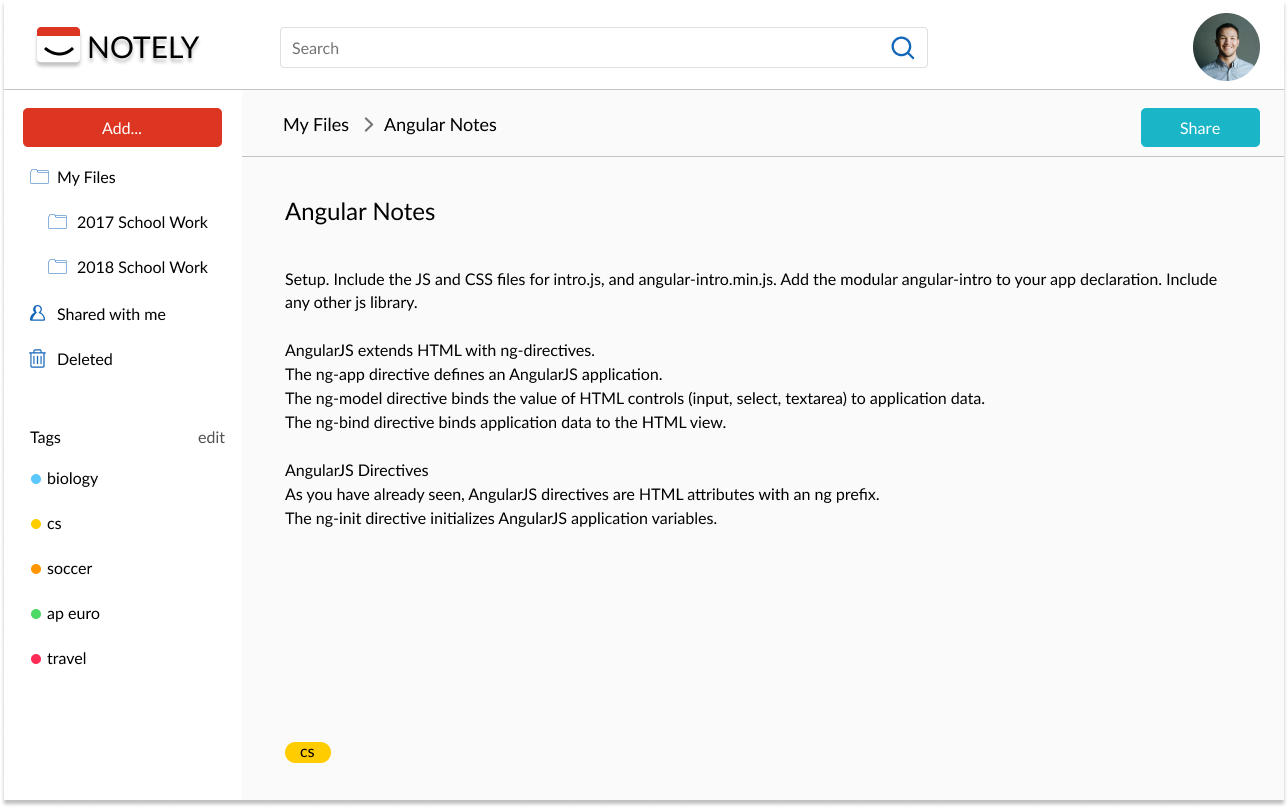 NOTELY
Search
Add...
My Files
2017 School Work
2018 School Work
Shared with me
Deleted
Tags
edit
biology
cs
soccer
ap euro
travel
My Files > Angular Notes
Share
Angular Notes
Setup. Include the JS and CSS files for intro.js, and angular-intro.min.js. Add the modular angular-intro to your app declaration. Include
any other js library.
AngularJS extends HTML with ng-directives.
The ng-app directive defines an AngularJS application.
The ng-model directive binds the value of HTML controls (input, select, textarea) to application data.
The ng-bind directive binds application data to the HTML view.
AngularJS Directives
As you have already seen, AngularJS directives are HTML attributes with an ng prefix.
The ng-init directive initializes AngularJS application variables.
cs